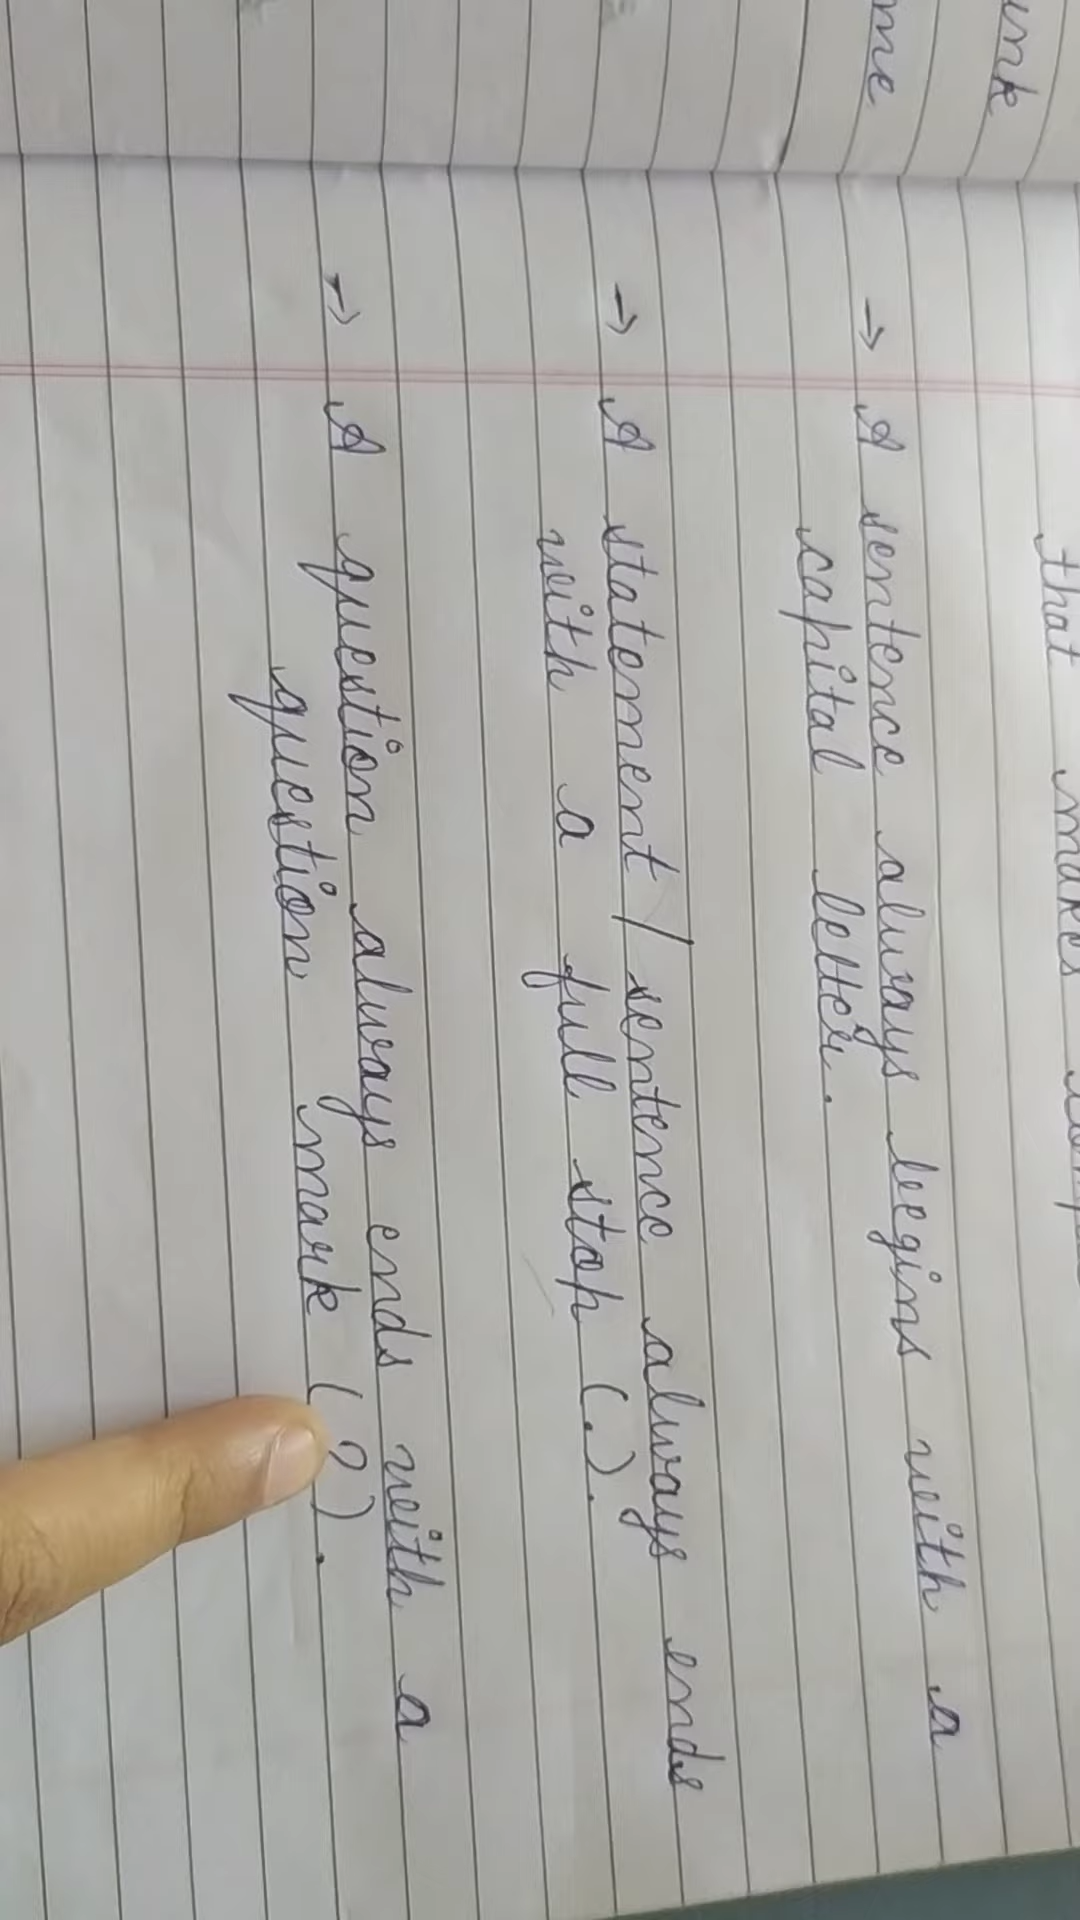 that makes
→ A sentence always begins with a
capital letter.
→ A statement / sentence always ends
with a full stop (.).
→ A question always ends with a
question mark (?).
me